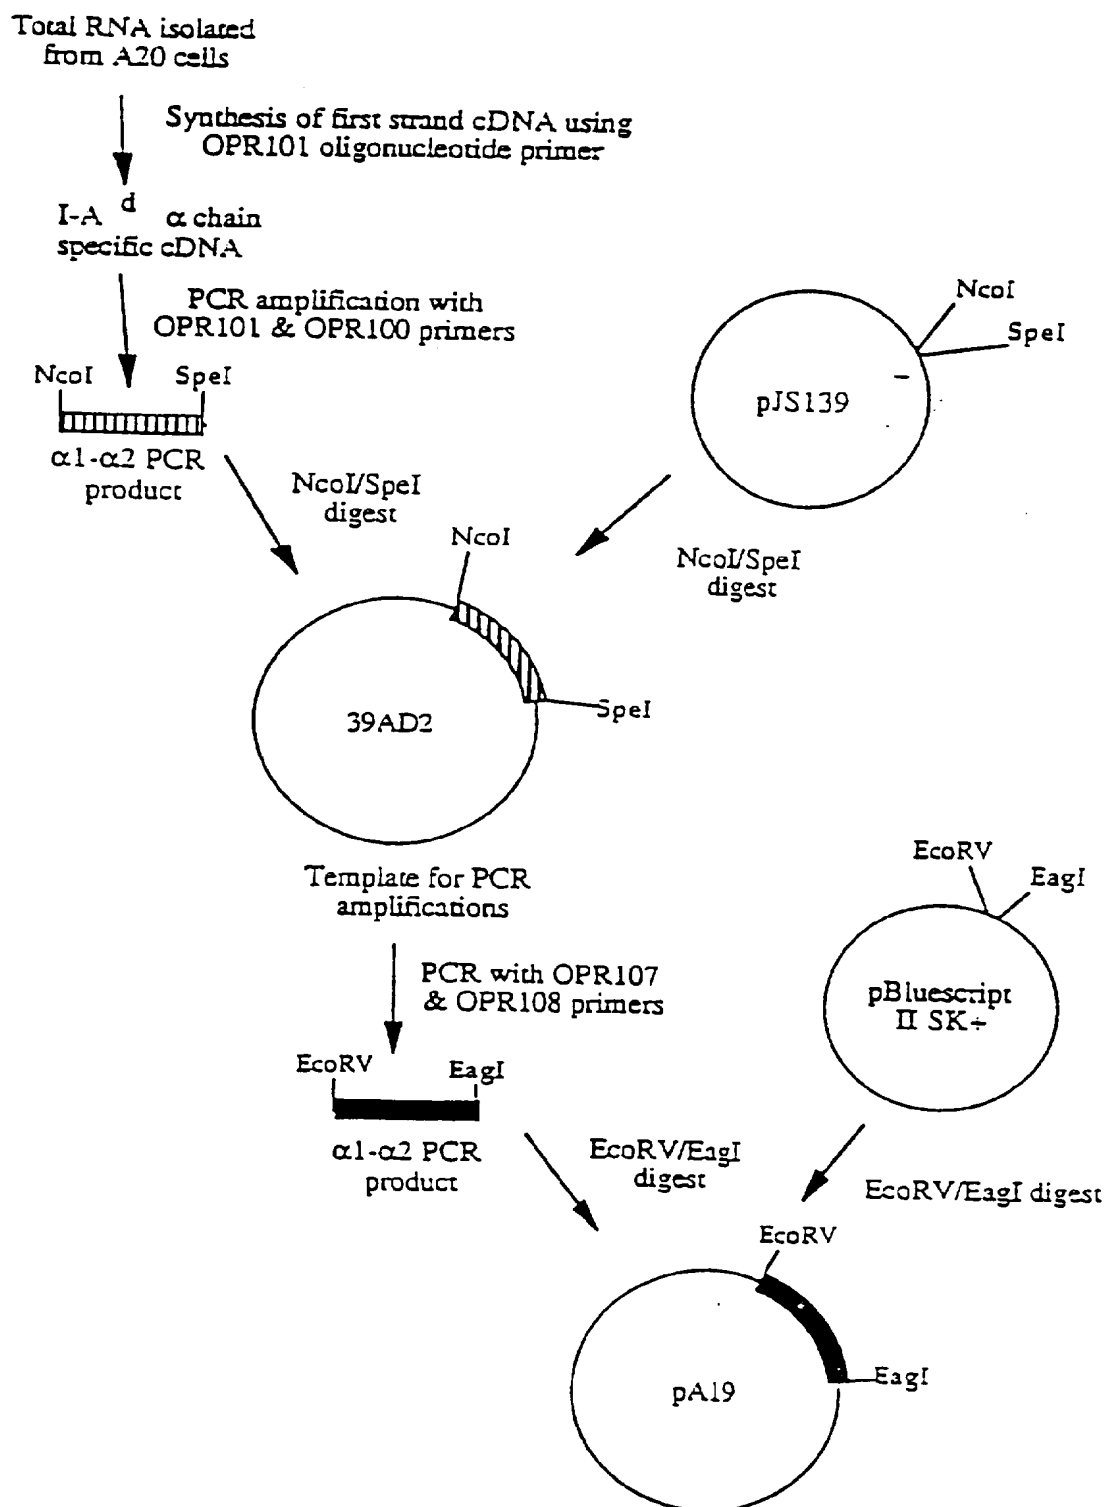 Total RNA isolated
from A20 cells
Synthesis of first strand cDNA using
OPR101 oligonucleotide primer
I-A d α chain
specific cDNA
PCR amplification with
OPR101 & OPR100 primers
NcoI
SpeI
α1-α2 PCR
product
NcoI
SpeI
pJS139
NcoI/SpeI
digest
NcoI/SpeI
digest
NcoI
SpeI
39AD2
Template for PCR
amplifications
PCR with OPR107
& OPR108 primers
EcoRV
EagI
α1-α2 PCR
product
EcoRV
EagI
pBluescript
II SK+
EcoRV/EagI
digest
EcoRV/EagI digest
EcoRV
EagI
pA19